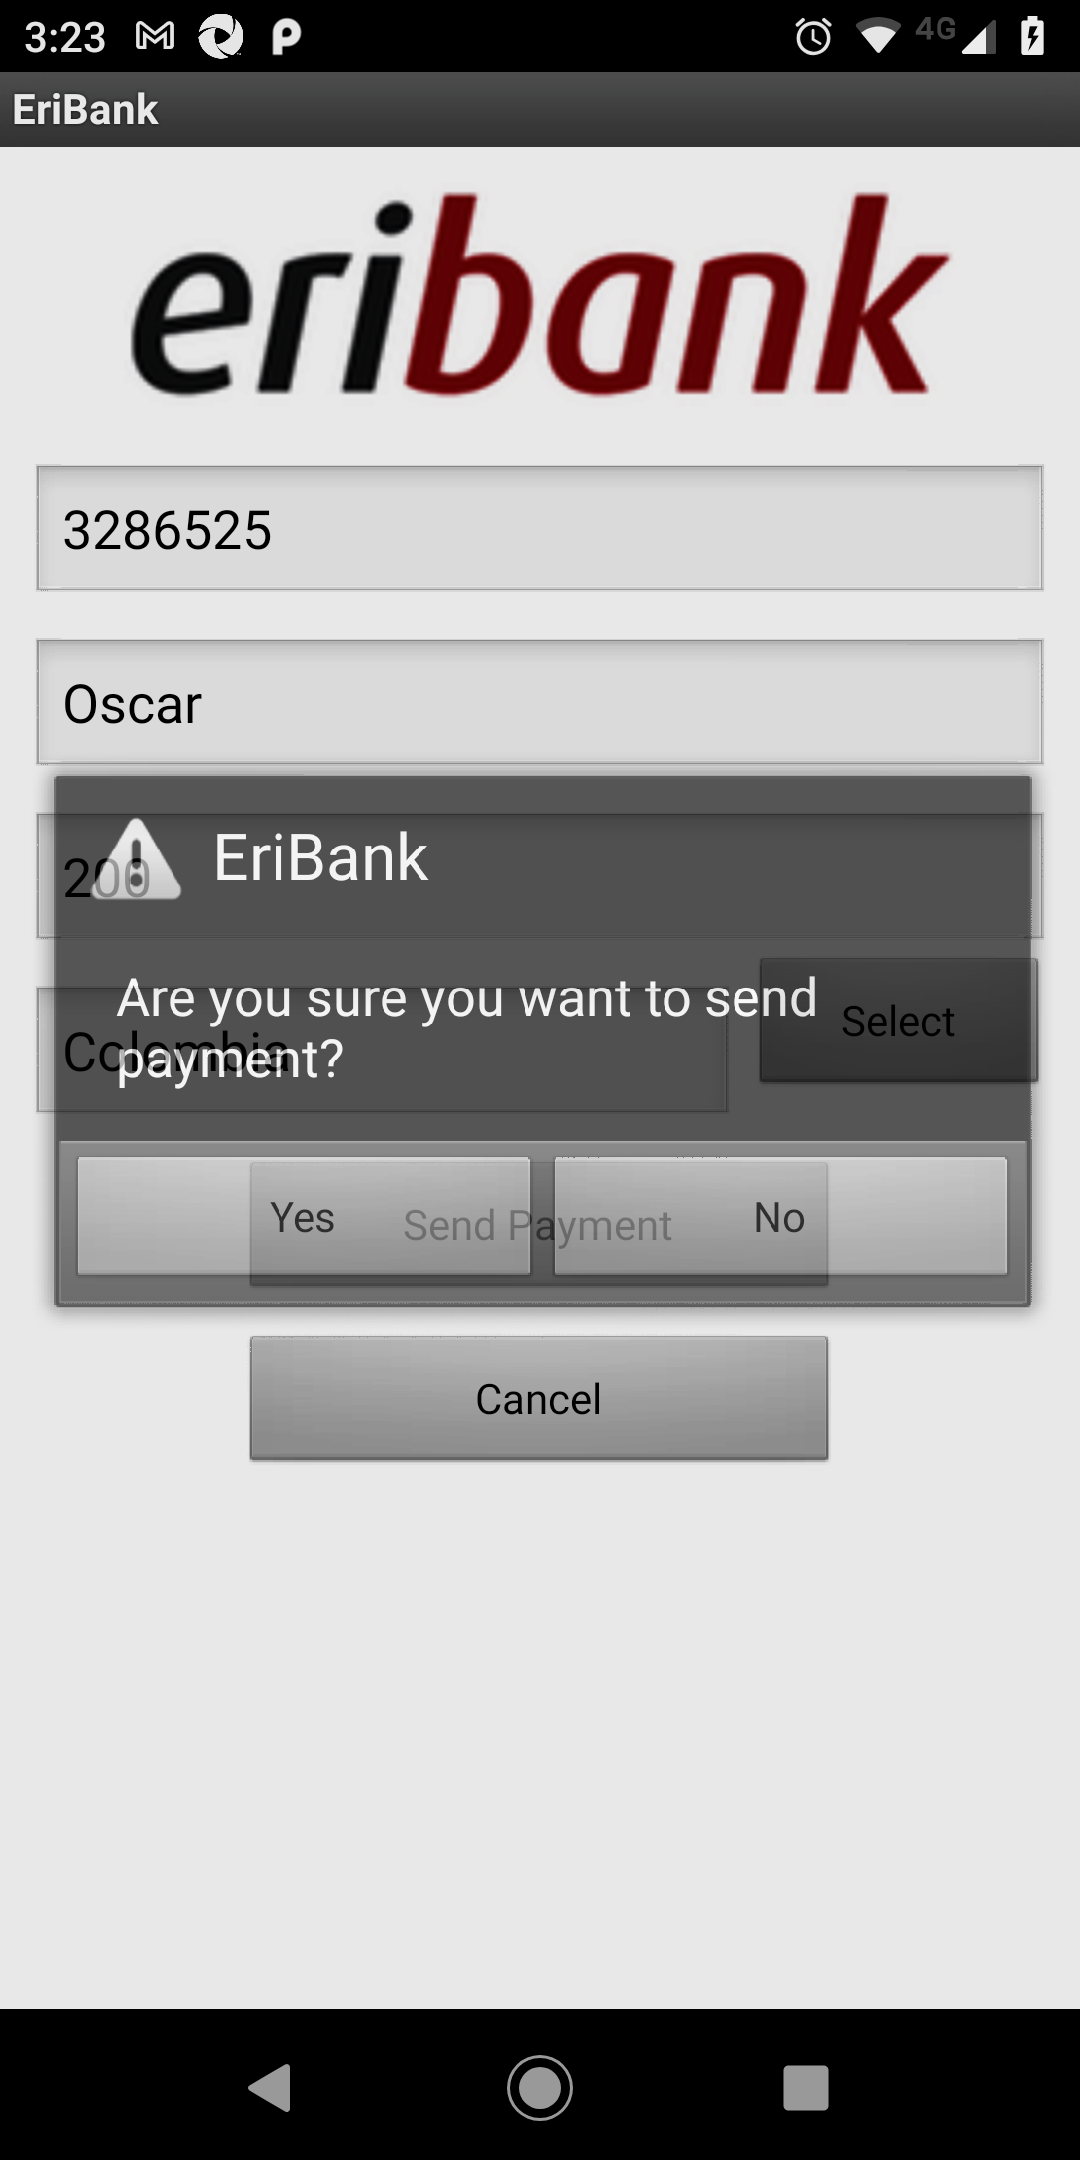 3:23
4G
EriBank
eribank
3286525
Oscar
200
EriBank
Are you sure you want to send
payment?
Select
Colombia
Yes
No
Send Payment
Cancel